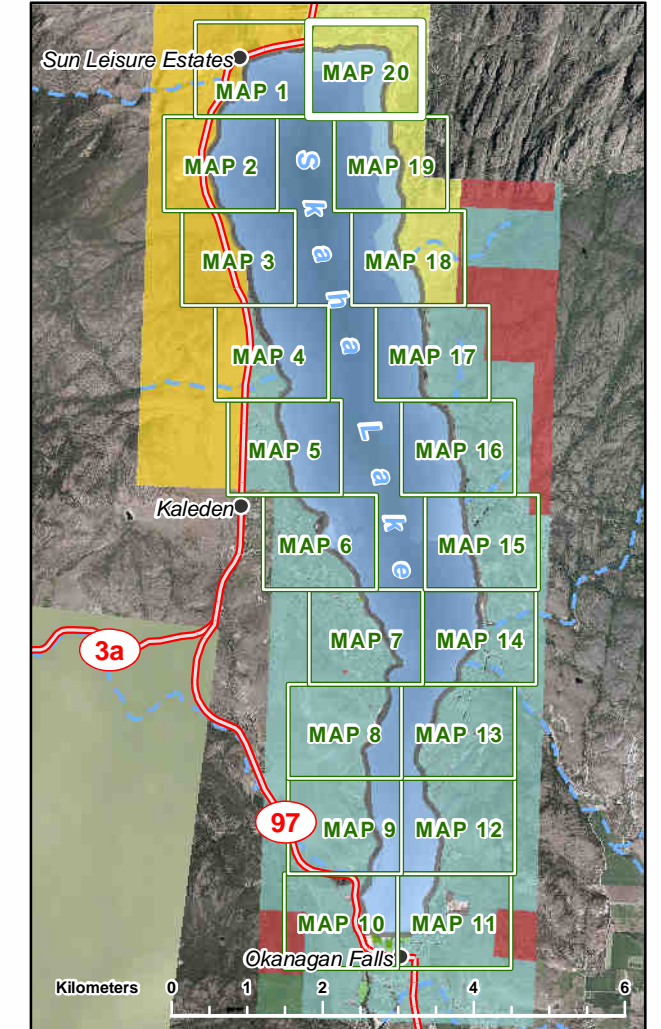 Sun Leisure Estates
MAP 1
MAP 20
MAP 2
MAP 19
MAP 3
MAP 18
MAP 4
MAP 17
MAP 5
MAP 16
Skaha Lake
Kaleden
MAP 6
MAP 15
3a
MAP 7
MAP 14
MAP 8
MAP 13
97
MAP 9
MAP 12
MAP 10
MAP 11
Okanagan Falls
Kilometers 0 1 2 4 6